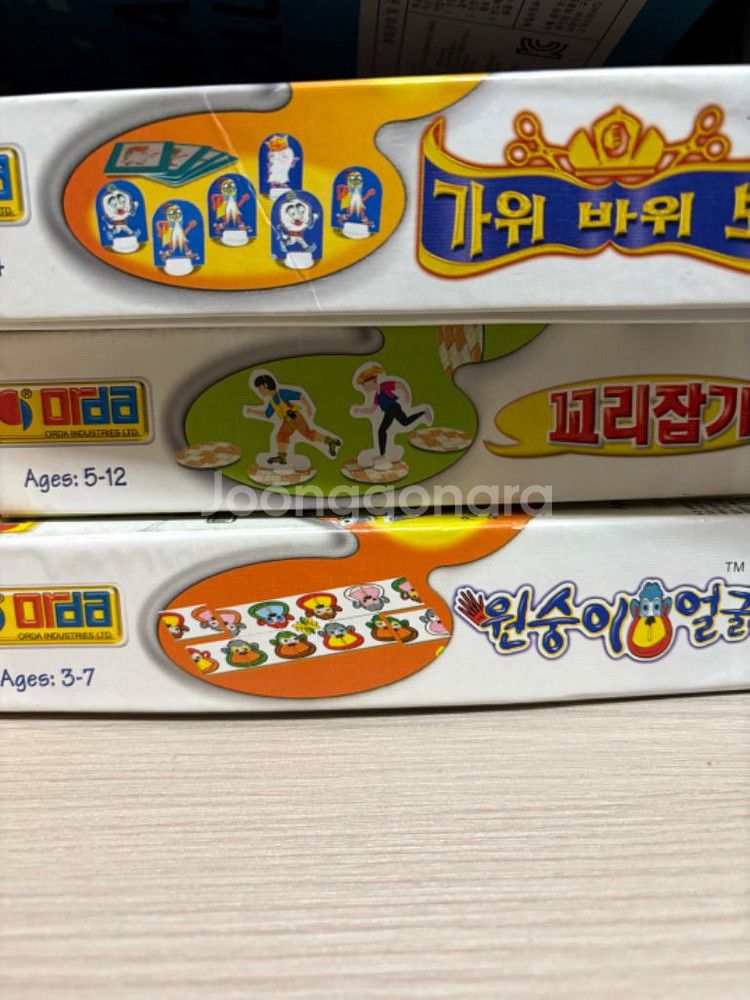 가위 바위
orda
ORDA INDUSTRIES LTD.
Ages: 5-12
꼬리잡기
Joonggonara
orda
ORDA INDUSTRIES LTD.
Ages: 3-7
원숭이 얼굴
TM